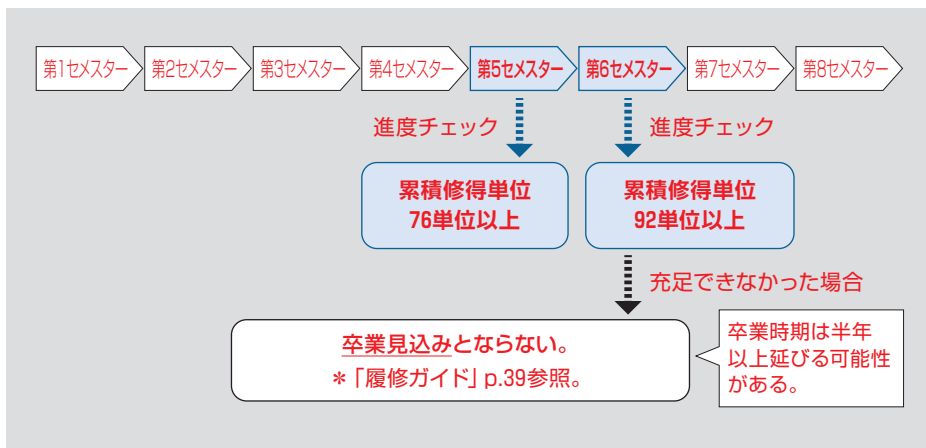 第1セメスター 第2セメスター 第3セメスター 第4セメスター 第5セメスター 第6セメスター 第7セメスター 第8セメスター
進度チェック 進度チェック
累積修得単位
76単位以上
累積修得単位
92単位以上
充足できなかった場合
卒業見込みとならない。
*「履修ガイド」p.39参照。
卒業時期は半年
以上延びる可能性
がある。